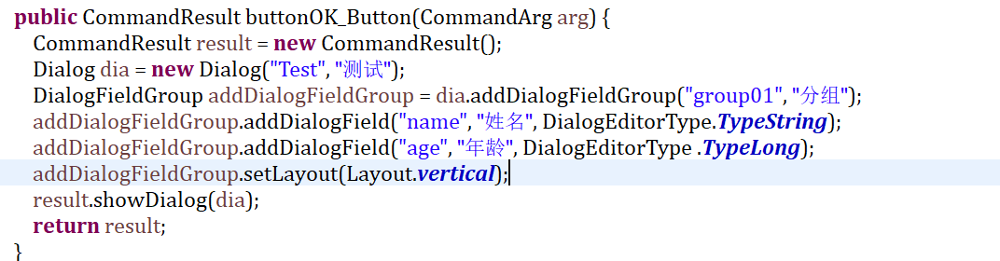 public CommandResult buttonOK_Button(CommandArg arg) {
CommandResult result = new CommandResult();
Dialog dia = new Dialog("Test", "测试");
DialogFieldGroup addDialogFieldGroup = dia.addDialogFieldGroup("group01", "分组");
addDialogFieldGroup.addDialogField("name", "姓名", DialogEditorType.TypeString);
addDialogFieldGroup.addDialogField("age", "年龄", DialogEditorType .TypeLong);
addDialogFieldGroup.setLayout(Layout.vertical);
result.showDialog(dia);
return result;
}